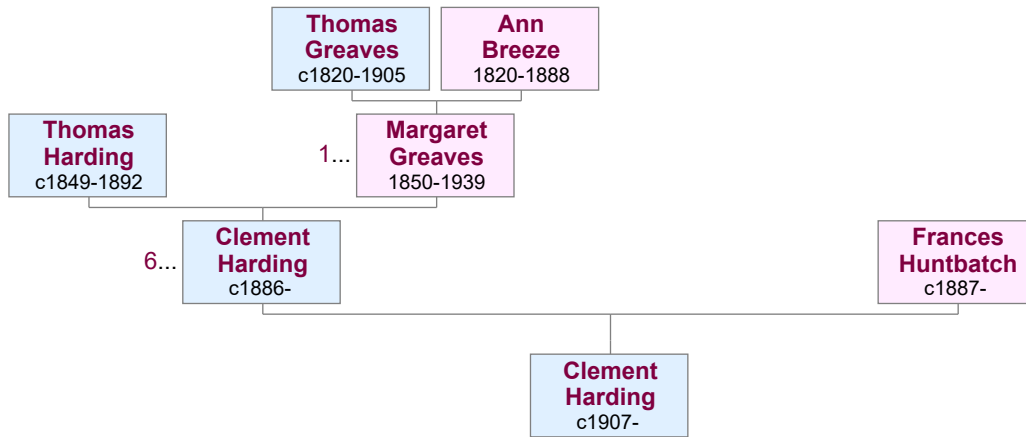 Thomas
Greaves
c1820-1905
Ann
Breeze
1820-1888
Thomas
Harding
c1849-1892
1...
Margaret
Greaves
1850-1939
6...
Clement
Harding
c1886-
Frances
Huntbatch
c1887-
Clement
Harding
c1907-